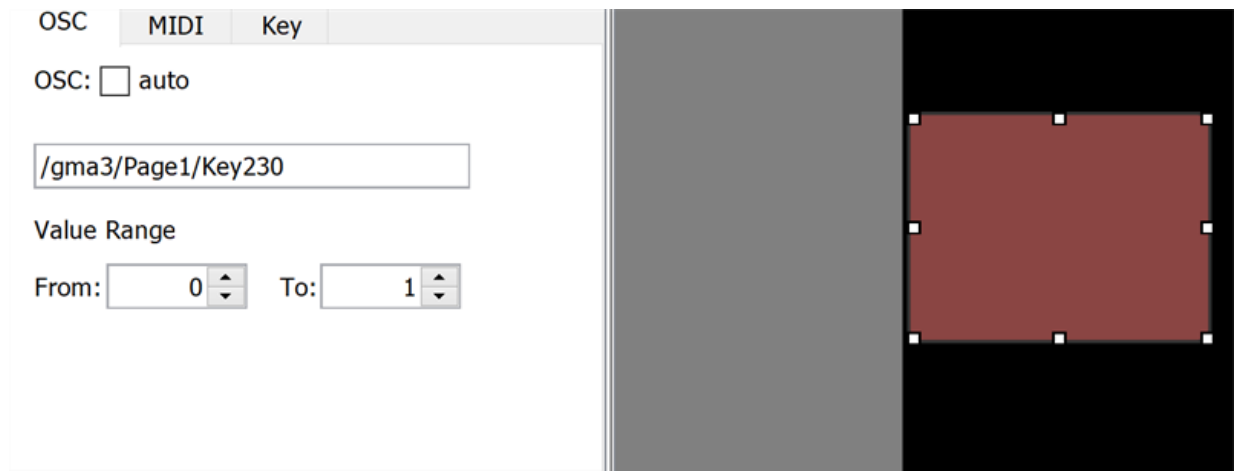 OSC MIDI Key
OSC: auto
/gma3/Page1/Key230
Value Range
From: 0 To: 1